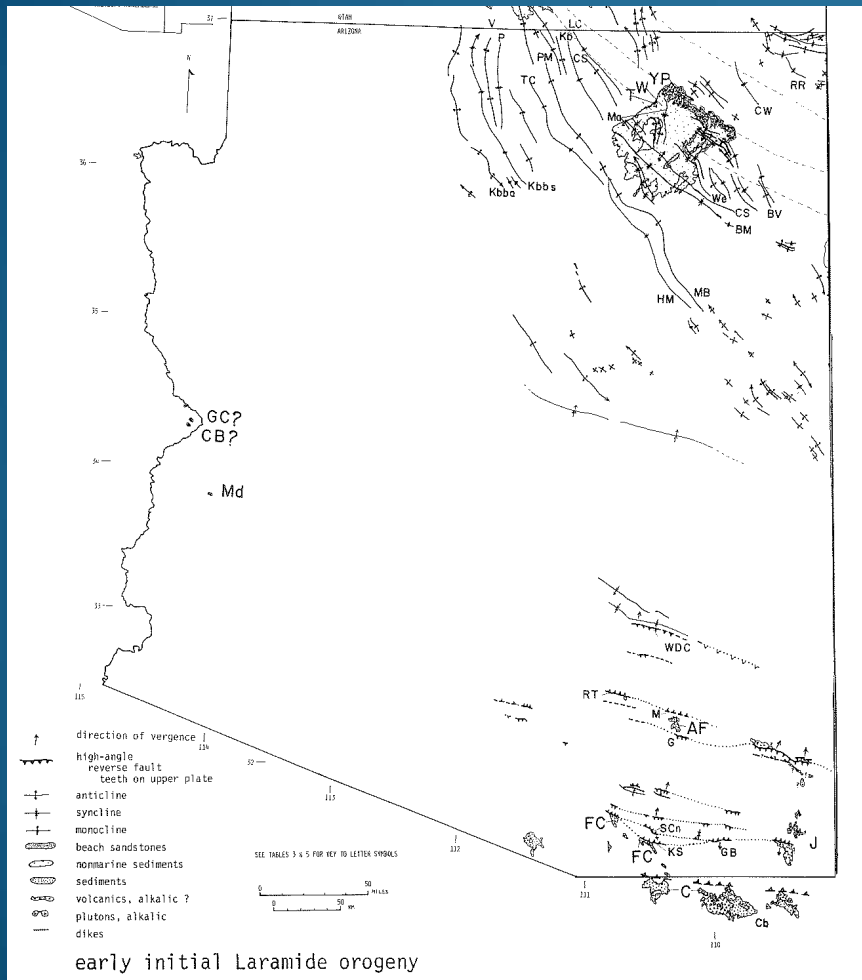 37
UTAH
ARIZONA
V
LC
P
Kb
PM
CS
TC
YP
W
T
RR
CW
N
Ma
36
Kbba
Kbbs
We
CS
BV
BM
35
HM
MB
GC?
CB?
34
Md
33
WDC
115
RT
M
AF
G
114
32
113
112
FC
SCn
J
FC
KS
GB
111
C
Cb
110
direction of vergence
high-angle
reverse fault
teeth on upper plate
anticline
syncline
monocline
beach sandstones
nonmarine sediments
sediments
volcanics, alkalic ?
plutons, alkalic
dikes
SEE TABLES 3 & 5 FOR KEY TO LETTER SYMBOLS
0 50
MILES
0 50
KM
early initial Laramide orogeny